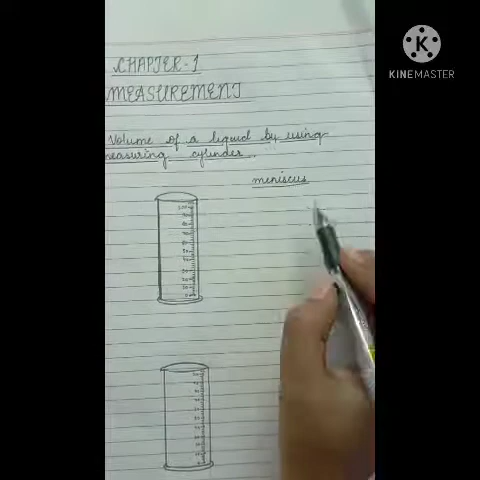 CHAPTER-1
MEASUREMENT
Volume of a liquid by using
measuring cylinder.
meniscus
K
KINEMASTER